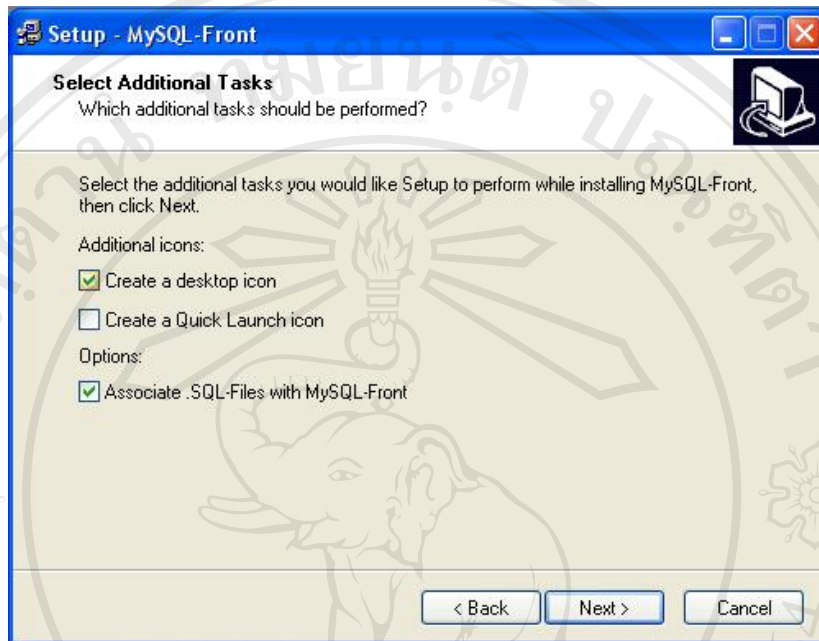 Setup - MySQL-Front
Select Additional Tasks
Which additional tasks should be performed?
Select the additional tasks you would like Setup to perform while installing MySQL-Front,
then click Next.
Additional icons:
Create a desktop icon
Create a Quick Launch icon
Options:
Associate .SQL-Files with MySQL-Front
< Back
Next >
Cancel